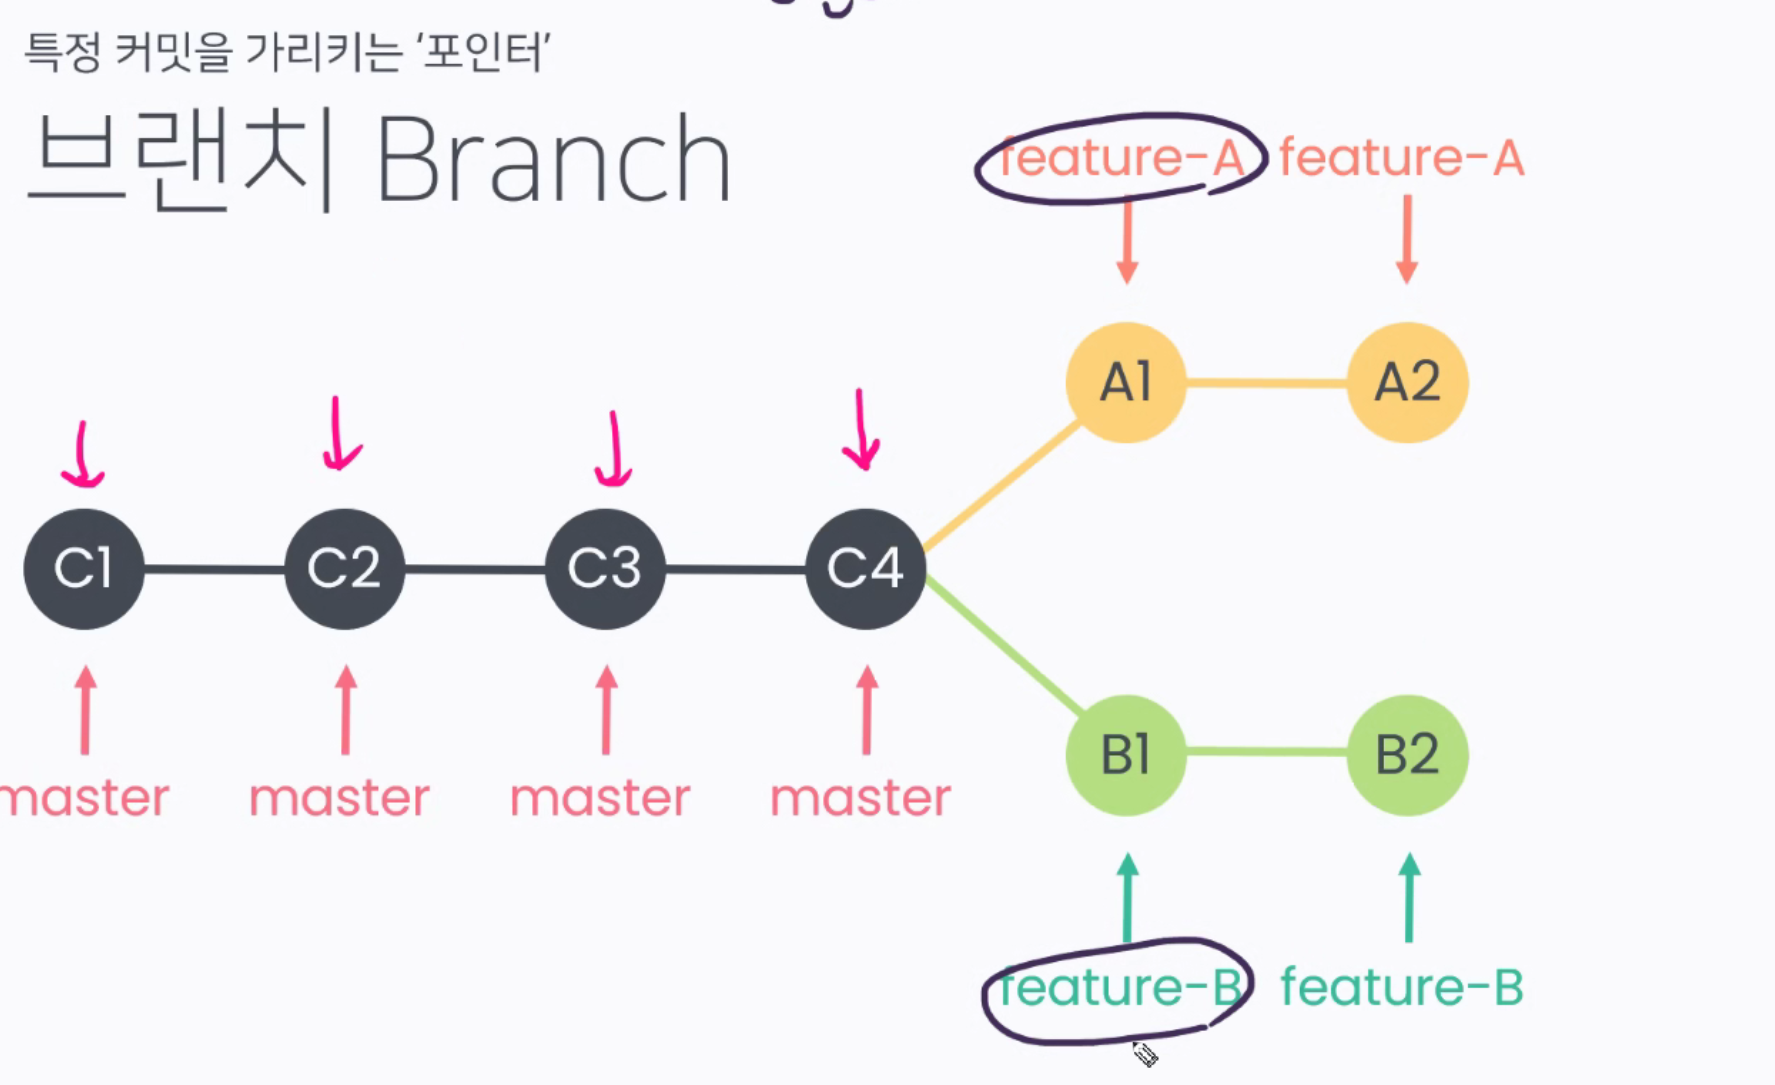 특정 커밋을 가리키는 ‘포인터’
브랜치 Branch
feature-A feature-A
A1 A2
C1 C2 C3 C4
B1 B2
master master master master
feature-B feature-B